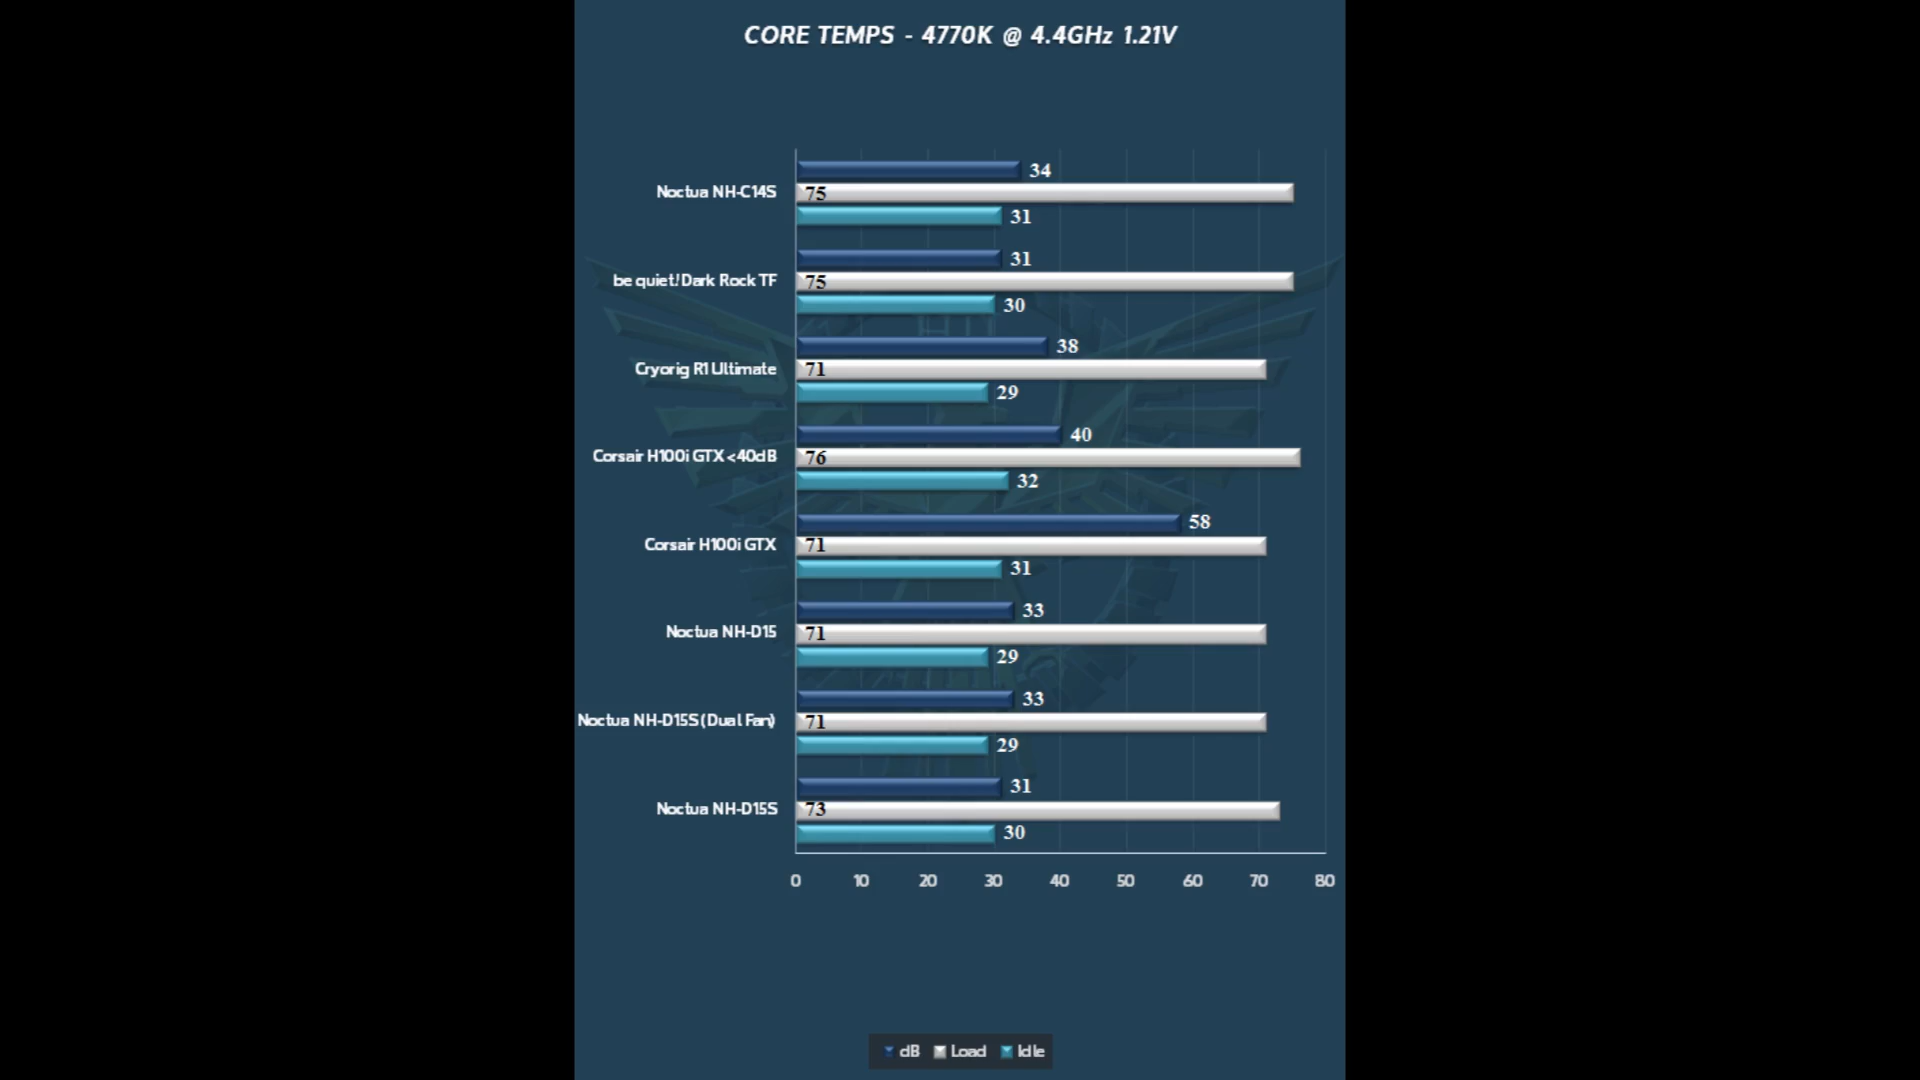 CORE TEMPS - 4770K @ 4.4GHz 1.21V
34
Noctua NH-C14S
75
31
31
be quiet! Dark Rock TF
75
30
38
Cryorig R1 Ultimate
71
29
40
Corsair H100i GTX <40dB
76
32
58
Corsair H100i GTX
71
31
33
Noctua NH-D15
71
29
33
Noctua NH-D15S (Dual Fan)
71
29
31
Noctua NH-D15S
73
30
0 10 20 30 40 50 60 70 80
dB Load Idle